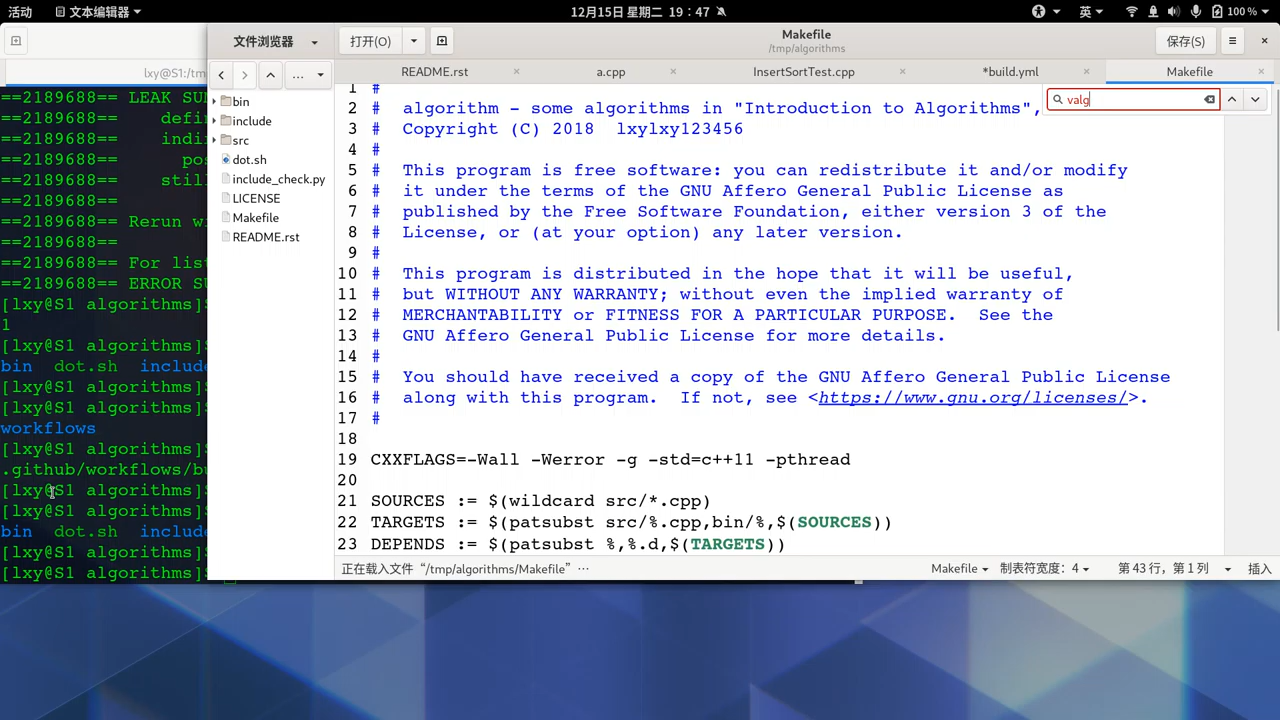 活动
文本编辑器
12月15日 星期二 19：47
英
100 %
lxy@S1:/tm
==2189688== LEAK SUM
==2189688==    defin
==2189688==    indi
==2189688==      pos
==2189688==    still
==2189688==
==2189688== Rerun wi
==2189688==
==2189688== For list
==2189688== ERROR SU
[lxy@S1 algorithms]$
1
[lxy@S1 algorithms]$
bin  dot.sh  include
[lxy@S1 algorithms]$
[lxy@S1 algorithms]$
workflows
[lxy@S1 algorithms]$
.github/workflows/bu
[lxy@S1 algorithms]$
[lxy@S1 algorithms]$
bin  dot.sh  include
[lxy@S1 algorithms]$
[lxy@S1 algorithms]$
文件浏览器
打开(O)
Makefile
/tmp/algorithms
保存(S)
…
bin
include
src
dot.sh
include_check.py
LICENSE
Makefile
README.rst
README.rst
a.cpp
InsertSortTest.cpp
*build.yml
Makefile
valg
1 #
2 #  algorithm - some algorithms in "Introduction to Algorithms",
3 #  Copyright (C) 2018  lxylxy123456
4 #
5 #  This program is free software: you can redistribute it and/or modify
6 #  it under the terms of the GNU Affero General Public License as
7 #  published by the Free Software Foundation, either version 3 of the
8 #  License, or (at your option) any later version.
9 #
10 #  This program is distributed in the hope that it will be useful,
11 #  but WITHOUT ANY WARRANTY; without even the implied warranty of
12 #  MERCHANTABILITY or FITNESS FOR A PARTICULAR PURPOSE.  See the
13 #  GNU Affero General Public License for more details.
14 #
15 #  You should have received a copy of the GNU Affero General Public License
16 #  along with this program.  If not, see <https://www.gnu.org/licenses/>.
17 #
18
19 CXXFLAGS=-Wall -Werror -g -std=c++11 -pthread
20
21 SOURCES := $(wildcard src/*.cpp)
22 TARGETS := $(patsubst src/%.cpp,bin/%,$(SOURCES))
23 DEPENDS := $(patsubst %,%.d,$(TARGETS))
正在载入文件 “/tmp/algorithms/Makefile” …
Makefile
制表符宽度：4
第 43 行，第 1 列
插入